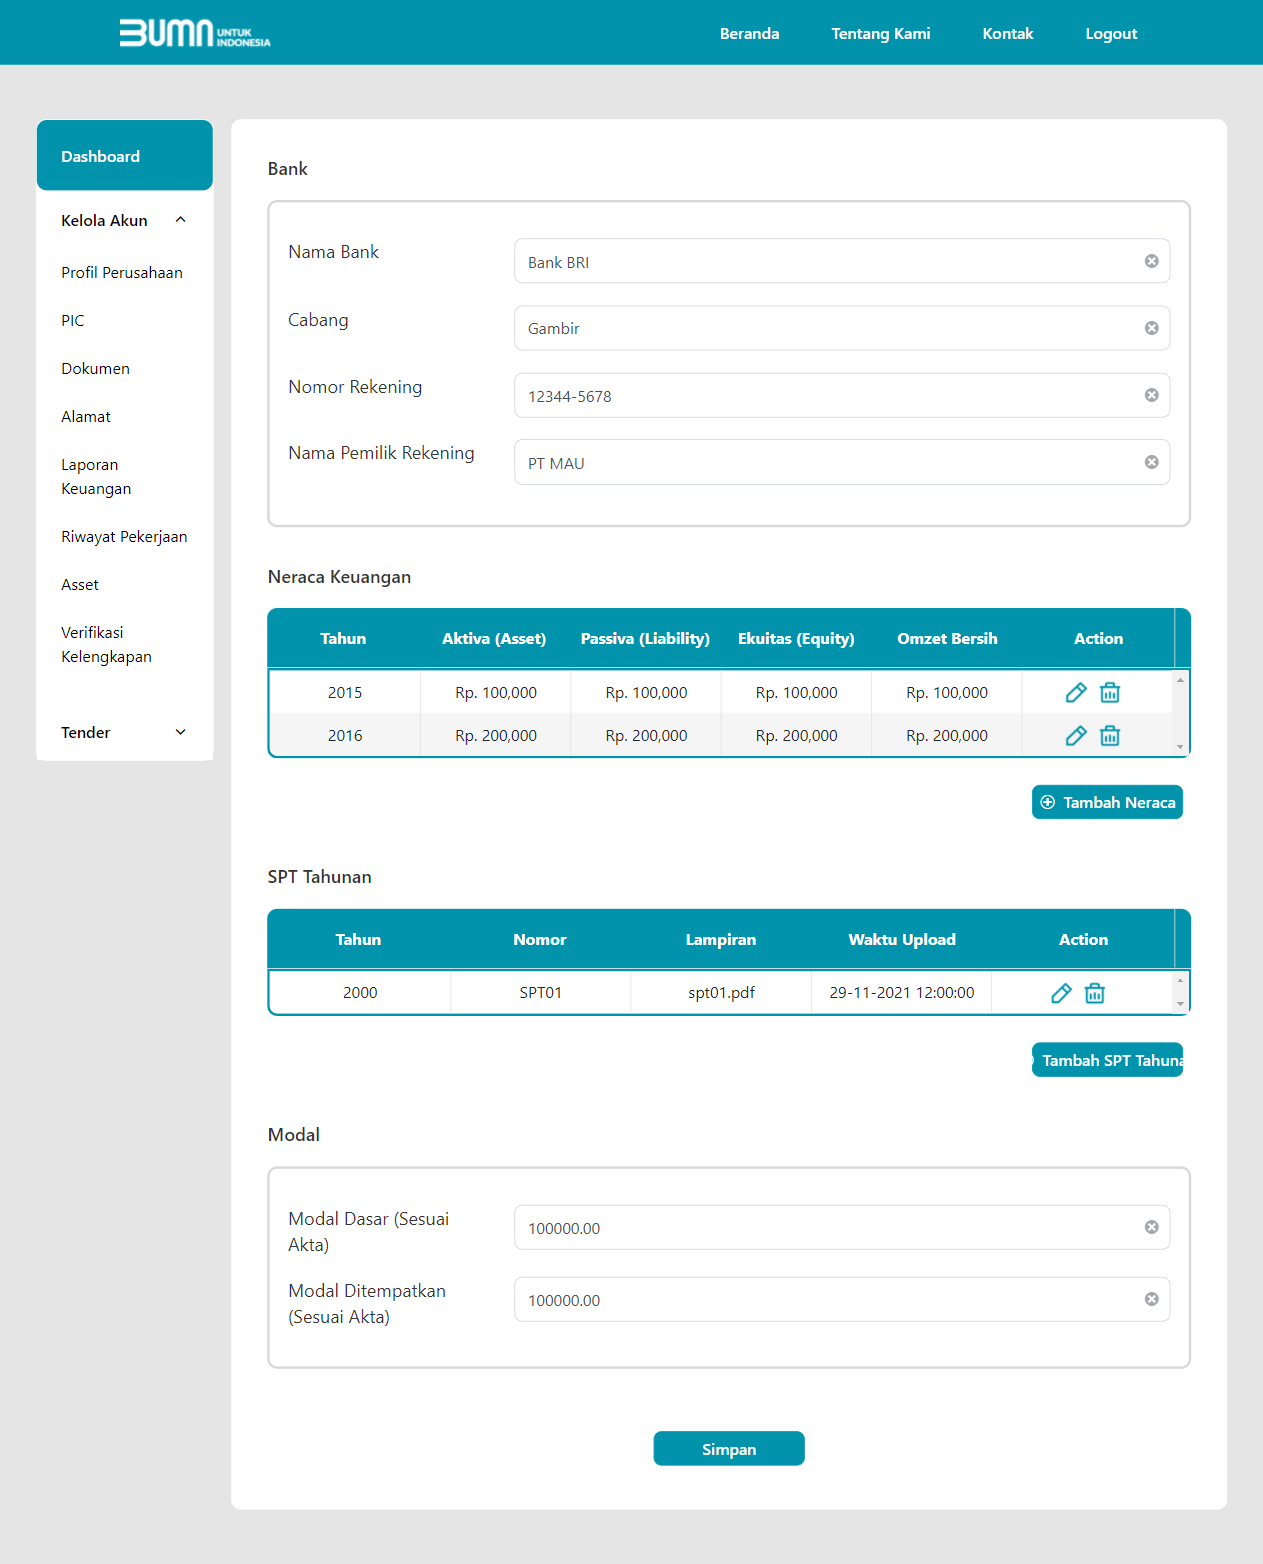 BUMN UNTUK INDONESIA
Beranda Tentang Kami Kontak Logout
Dashboard
Kelola Akun
Profil Perusahaan
PIC
Dokumen
Alamat
Laporan
Keuangan
Riwayat Pekerjaan
Asset
Verifikasi
Kelengkapan
Tender
Bank
Nama Bank Bank BRI
Cabang Gambir
Nomor Rekening 12344-5678
Nama Pemilik Rekening PT MAU
Neraca Keuangan
Tahun Aktiva (Asset) Passiva (Liability) Ekuitas (Equity) Omzet Bersih Action
2015 Rp. 100,000 Rp. 100,000 Rp. 100,000 Rp. 100,000
2016 Rp. 200,000 Rp. 200,000 Rp. 200,000 Rp. 200,000
Tambah Neraca
SPT Tahunan
Tahun Nomor Lampiran Waktu Upload Action
2000 SPT01 spt01.pdf 29-11-2021 12:00:00
Tambah SPT Tahuna
Modal
Modal Dasar (Sesuai
Akta)
100000.00
Modal Ditempatkan
(Sesuai Akta)
100000.00
Simpan